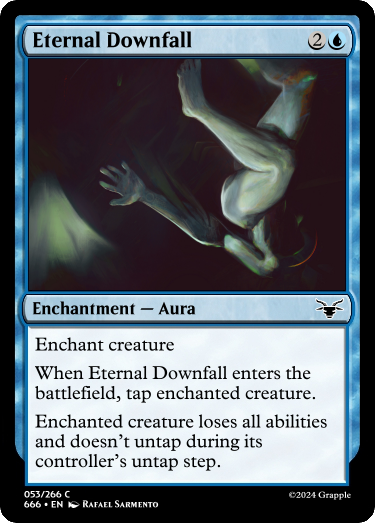 Eternal Downfall 2
Enchantment — Aura
Enchant creature
When Eternal Downfall enters the
battlefield, tap enchanted creature.
Enchanted creature loses all abilities
and doesn't untap during its
controller's untap step.
053/266 C
666 • EN Rafael Sarmento
©2024 Grapple